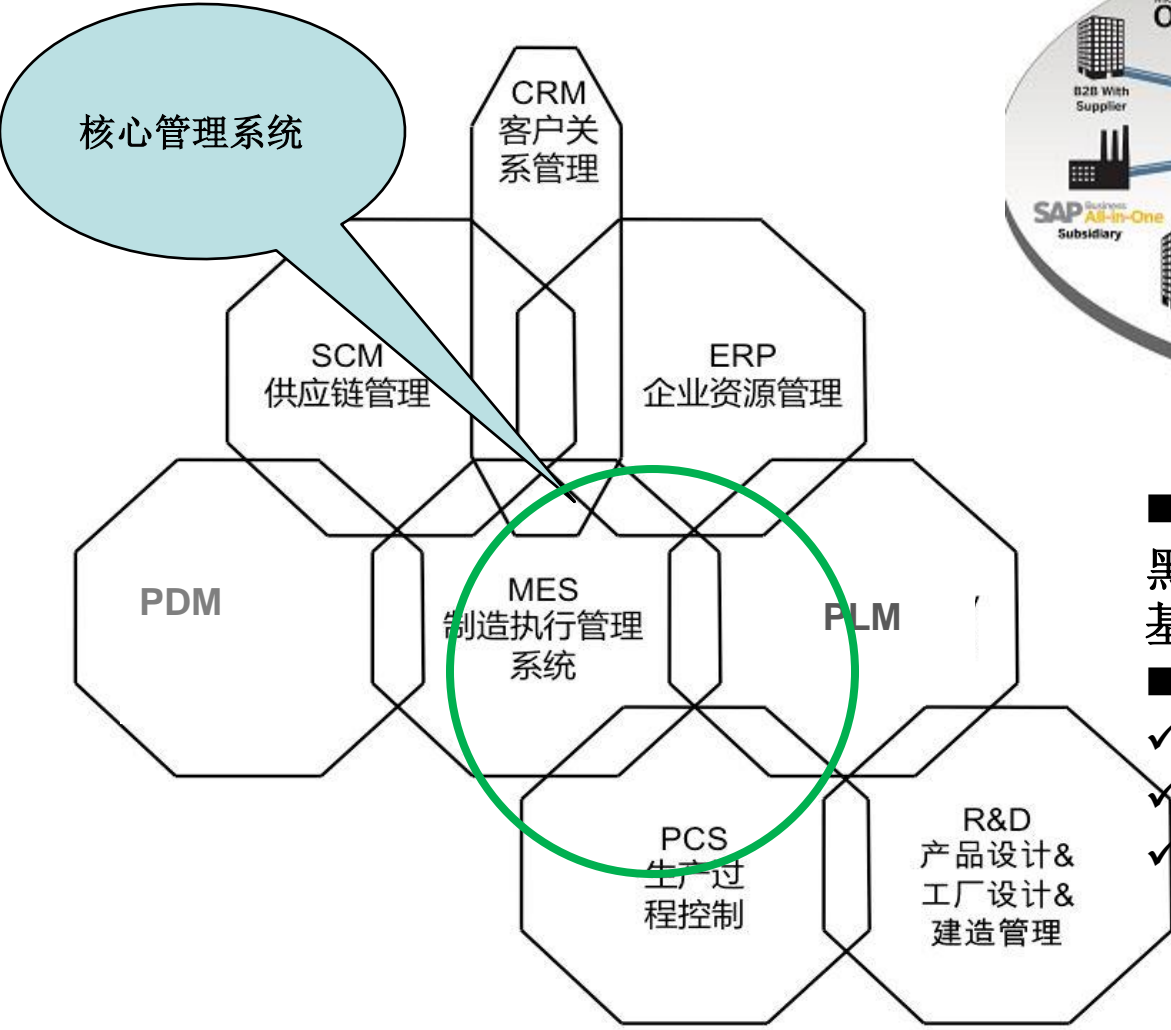 核心管理系统
CRM
客户关
系管理
B2B With
Supplier
SAP Business
All-in-One
Subsidiary
SCM
供应链管理
ERP
企业资源管理
PDM
MES
制造执行管理
系统
PLM
PCS
生产过
程控制
R&D
产品设计&
工厂设计&
建造管理
■
■
✓
✓
✓